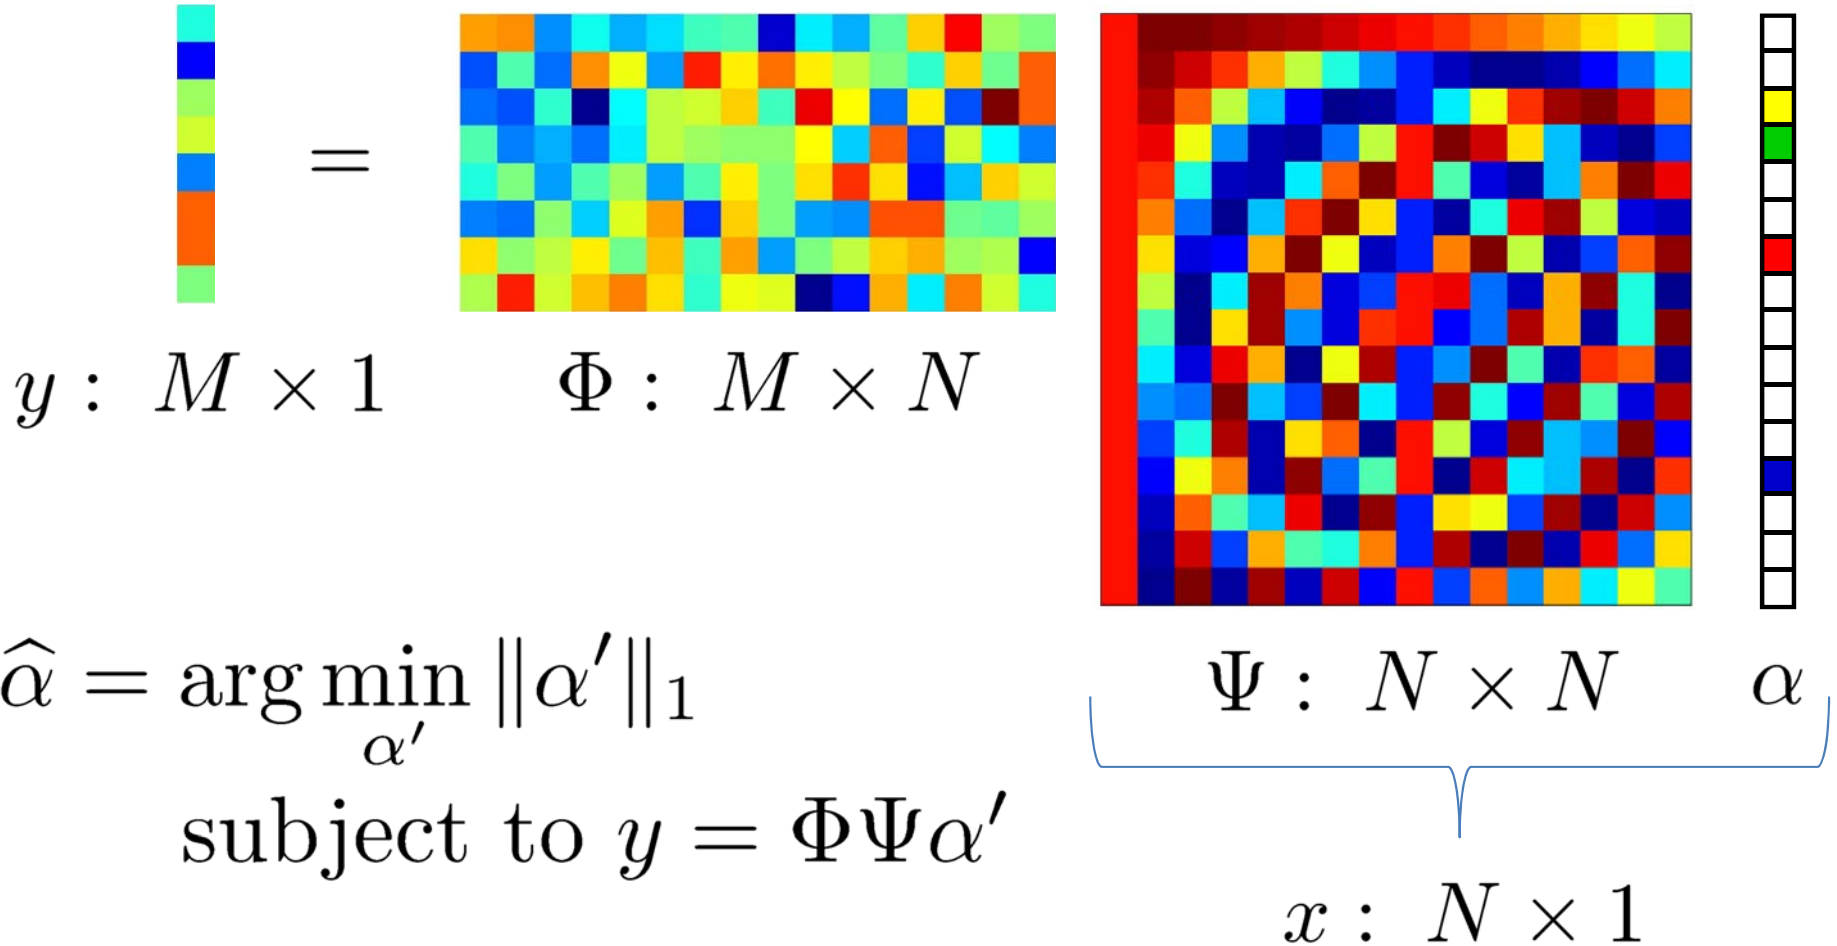 =
y : M × 1
Φ : M × N
Ψ : N × N
α
α̂ = arg min ‖α′‖₁
α′
subject to y = ΦΨα′
x : N × 1